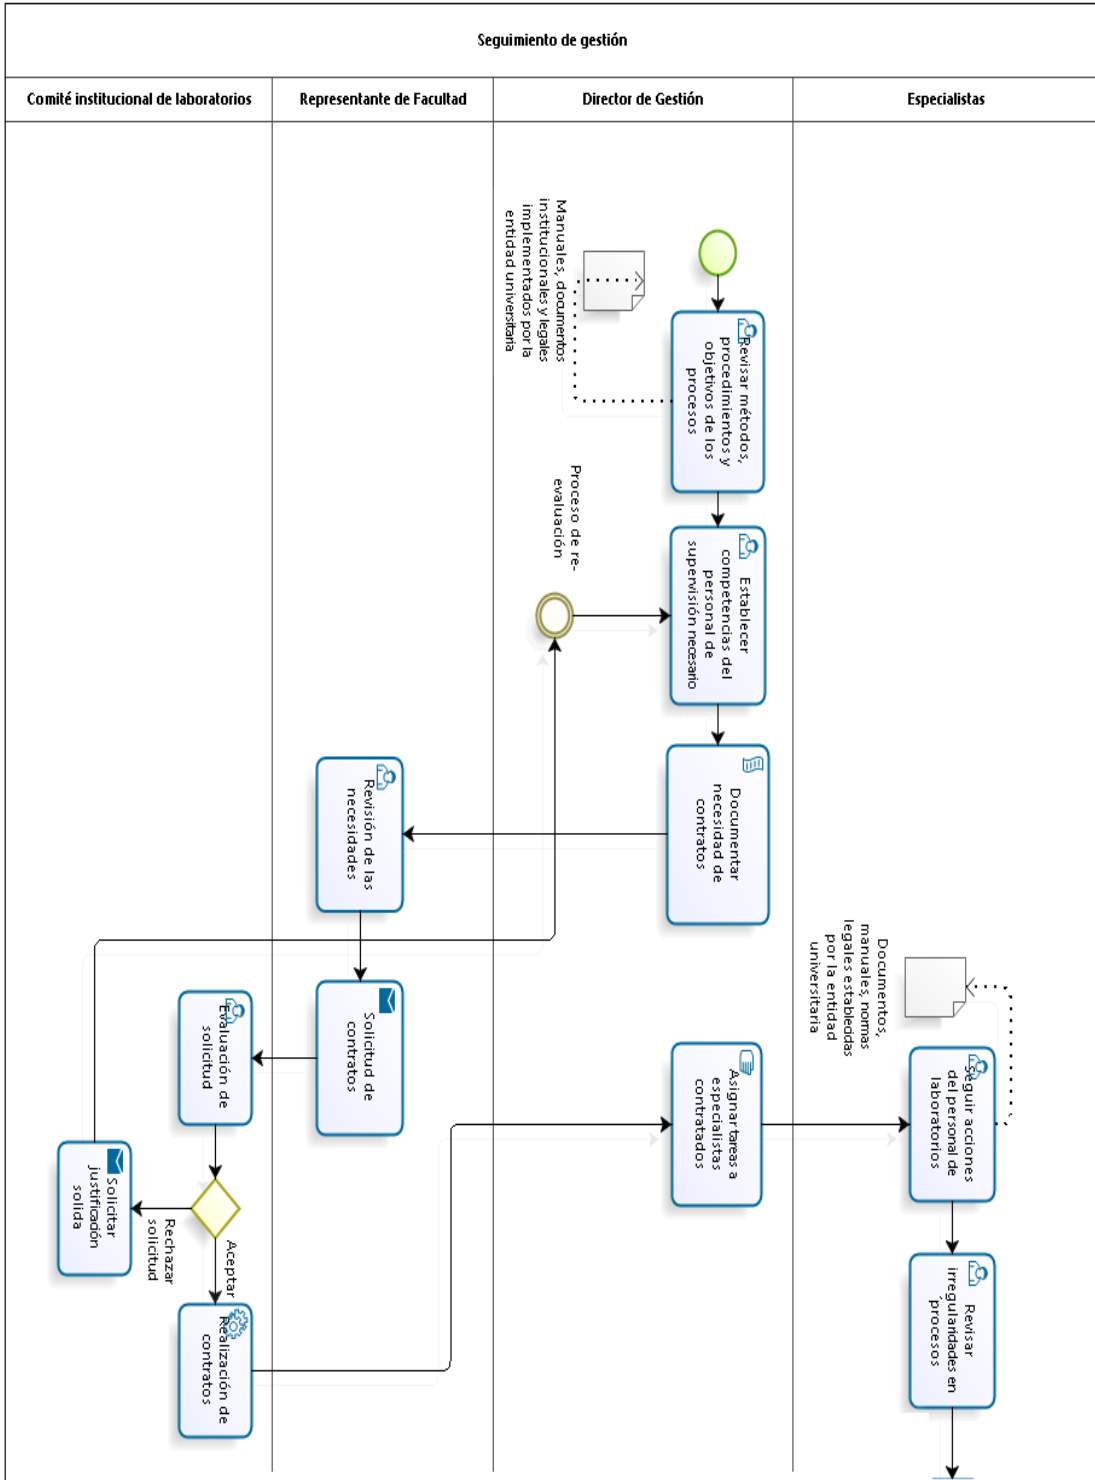 Seguimiento de gestión
Comité institucional de laboratorios
Representante de Facultad
Director de Gestión
Especialistas
Manuales, documentos
institucionales y legales
implementados por la
entidad universitaria
Revisar métodos,
procedimientos y
objetivos de los
procesos
Proceso de re-
evaluación
Establecer
competencias del
personal de
supervisión necesario
Documentar
necesidad de
contratos
Revisión de las
necesidades
Solicitud de
contratos
Evaluación de
solicitud
Solicitar
justificación
solida
Rechazar
solicitud
Aceptar
Realización de
contratos
Asignar tareas a
especialistas
contratados
Documentos,
manuales, normas
legales establecidas
por la entidad
universitaria
Seguir acciones
del personal de
laboratorios
Revisar
irregularidades en
procesos